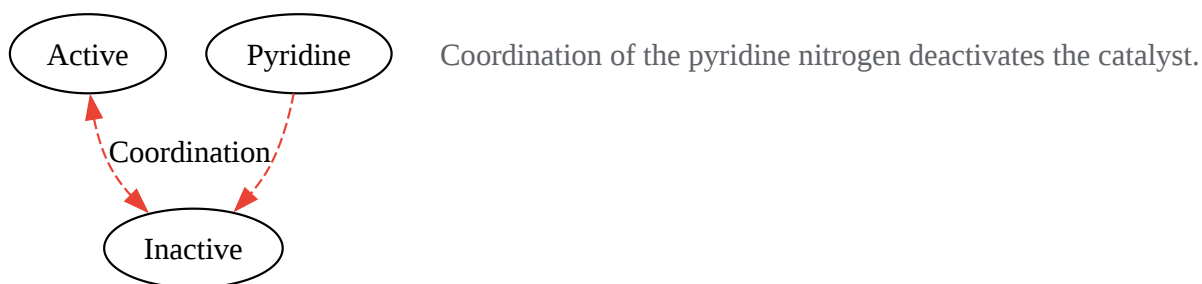 Active
Pyridine
Coordination of the pyridine nitrogen deactivates the catalyst.
Coordination
Inactive